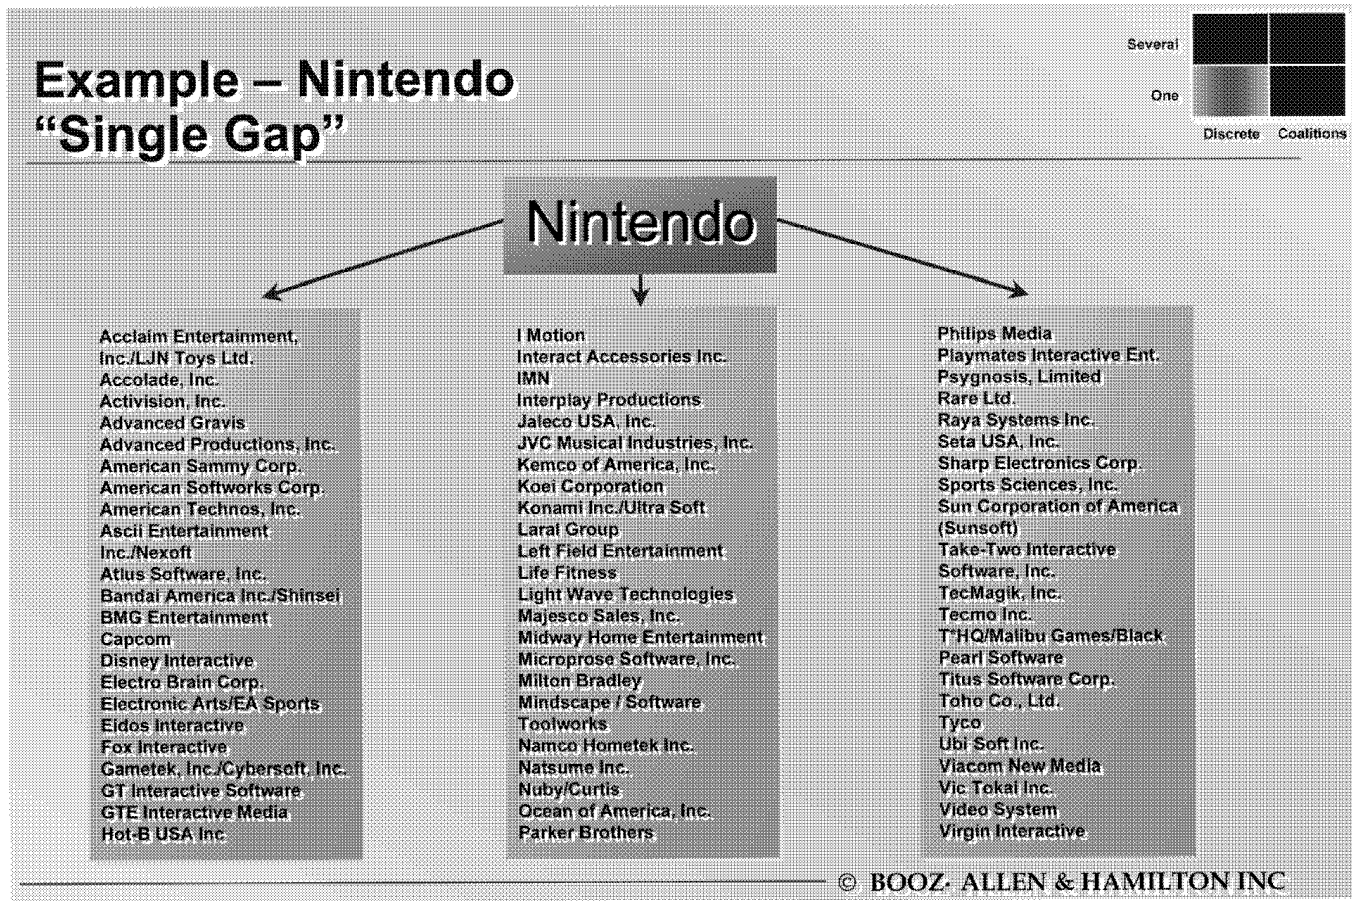 Example – Nintendo
“Single Gap”
Several
One
Discrete Coalitions
Nintendo
Acclaim Entertainment,
Inc./LJN Toys Ltd.
Accolade, Inc.
Activision, Inc.
Advanced Gravis
Advanced Productions, Inc.
American Sammy Corp.
American Softworks Corp.
American Technos, Inc.
Ascii Entertainment
Inc./Nexoft
Atlus Software, Inc.
Bandai America Inc./Shinsei
BMG Entertainment
Capcom
Disney Interactive
Electro Brain Corp.
Electronic Arts/EA Sports
Eidos Interactive
Fox Interactive
Gametek, Inc./Cybersoft, Inc.
GT Interactive Software
GTE Interactive Media
Hot-B USA Inc
I Motion
Interact Accessories Inc.
IMN
Interplay Productions
Jaleco USA, Inc.
JVC Musical Industries, Inc.
Kemco of America, Inc.
Koei Corporation
Konami Inc./Ultra Soft
Laral Group
Left Field Entertainment
Life Fitness
Light Wave Technologies
Majesco Sales, Inc.
Midway Home Entertainment
Microprose Software, Inc.
Milton Bradley
Mindscape / Software
Toolworks
Namco Hometek Inc.
Natsume Inc.
Nuby/Curtis
Ocean of America, Inc.
Parker Brothers
Philips Media
Playmates Interactive Ent.
Psygnosis, Limited
Rare Ltd.
Raya Systems Inc.
Seta USA, Inc.
Sharp Electronics Corp.
Sports Sciences, Inc.
Sun Corporation of America
(Sunsoft)
Take-Two Interactive
Software, Inc.
TecMagik, Inc.
Tecmo Inc.
T*HQ/Malibu Games/Black
Pearl Software
Titus Software Corp.
Toho Co., Ltd.
Tyco
Ubi Soft Inc.
Viacom New Media
Vic Tokai Inc.
Video System
Virgin Interactive
© BOOZ· ALLEN & HAMILTON INC